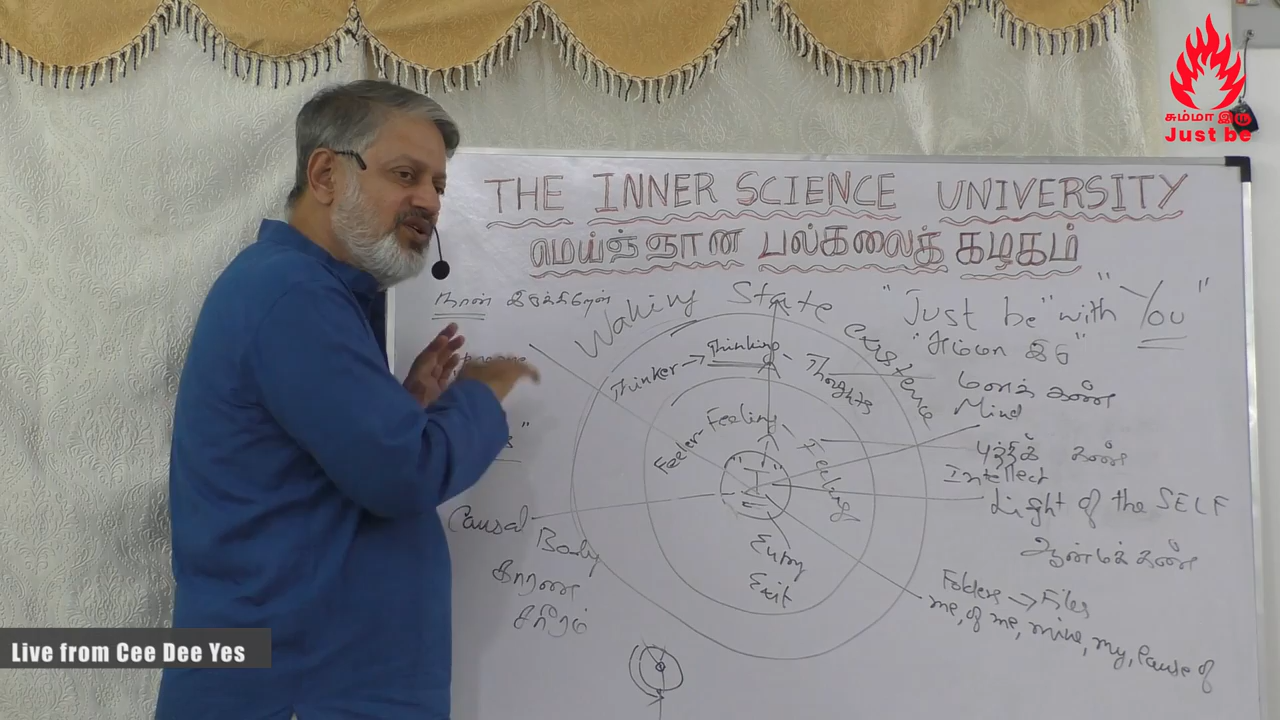 சும்மா இரு
Just be
THE INNER SCIENCE UNIVERSITY
மெய்ஞ்ஞான பல்கலைக் கழகம்
நான் இருக்கிறேன்
Waking State existence
"Just be" with "You"
"சும்மா இரு"
Thinker → Thinking - Thoughts
மனக் கண்
Mind
Feeler - Feeling - Feeling
புத்திக் கண்
Intellect
"I"
Light of the SELF
ஆன்மக் கண்
Causal Body
காரண
சரீரம்
Entry
Exit
Folders → Files
me, of me, mine, my, cause of
Live from Cee Dee Yes